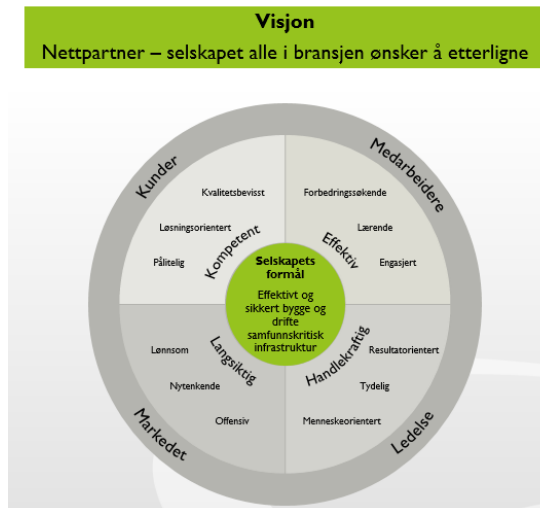 Visjon
Nettpartner – selskapet alle i bransjen ønsker å etterligne
Kunder
Kvalitetsbevisst
Løsningsorientert
Pålitelig
Kompetent
Medarbeidere
Forbedringssøkende
Lærende
Engasjert
Effektiv
Selskapets
formål
Effektivt og
sikkert bygge og
drifte
samfunnskritisk
infrastruktur
Langsiktig
Lønnsom
Nytenkende
Offensiv
Markedet
Handlekraftig
Resultatorientert
Tydelig
Menneskeorientert
Ledelse